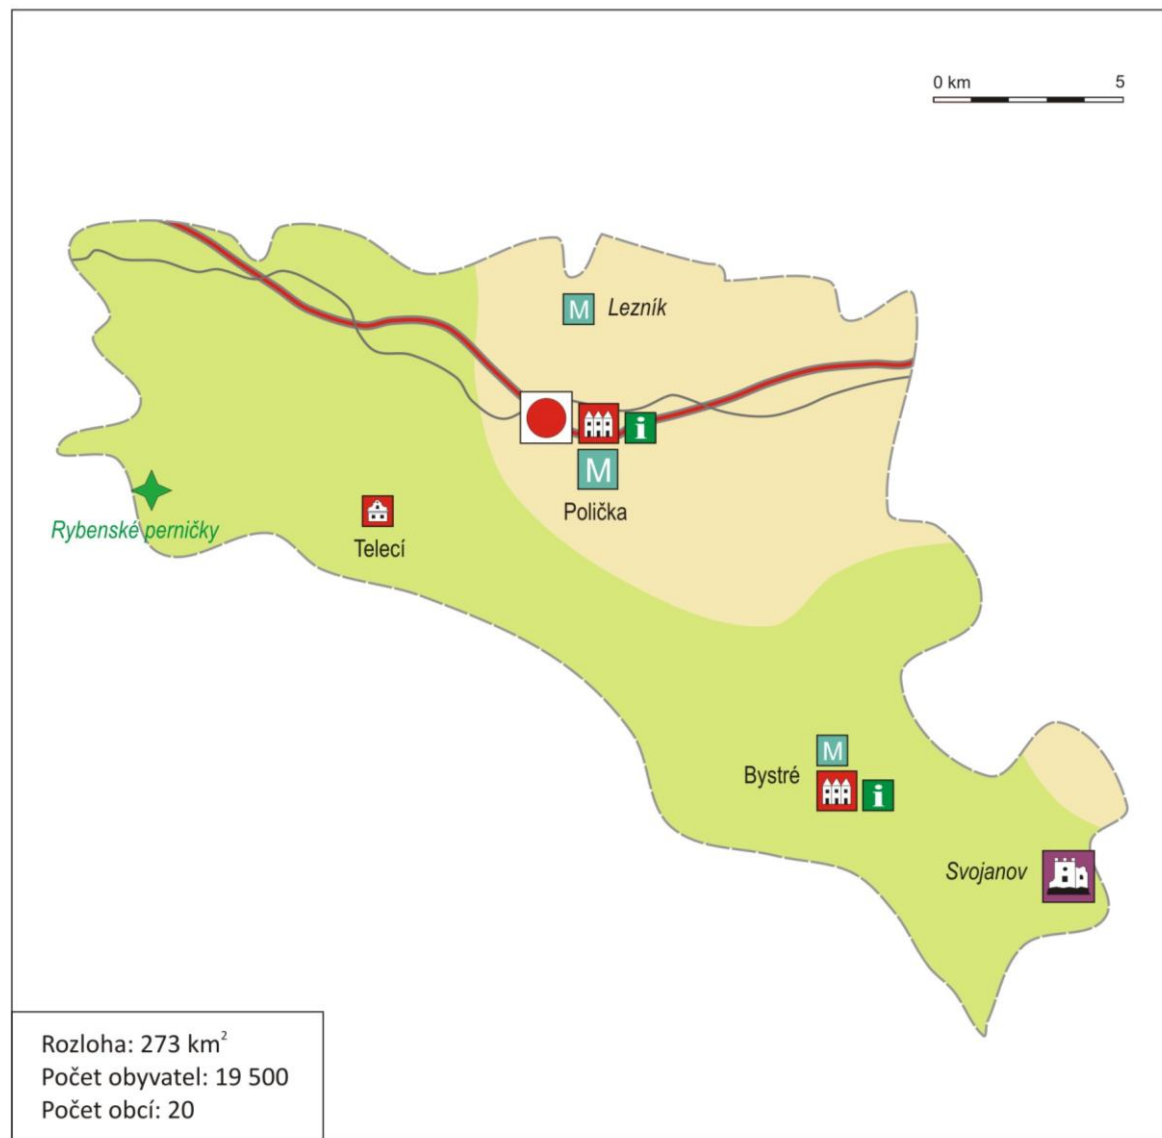 0 km 5
M Lezník
i
M
Polička
Rybenské perničky
Telecí
M
Bystré
i
Svojanov
Rozloha: 273 km²
Počet obyvatel: 19 500
Počet obcí: 20